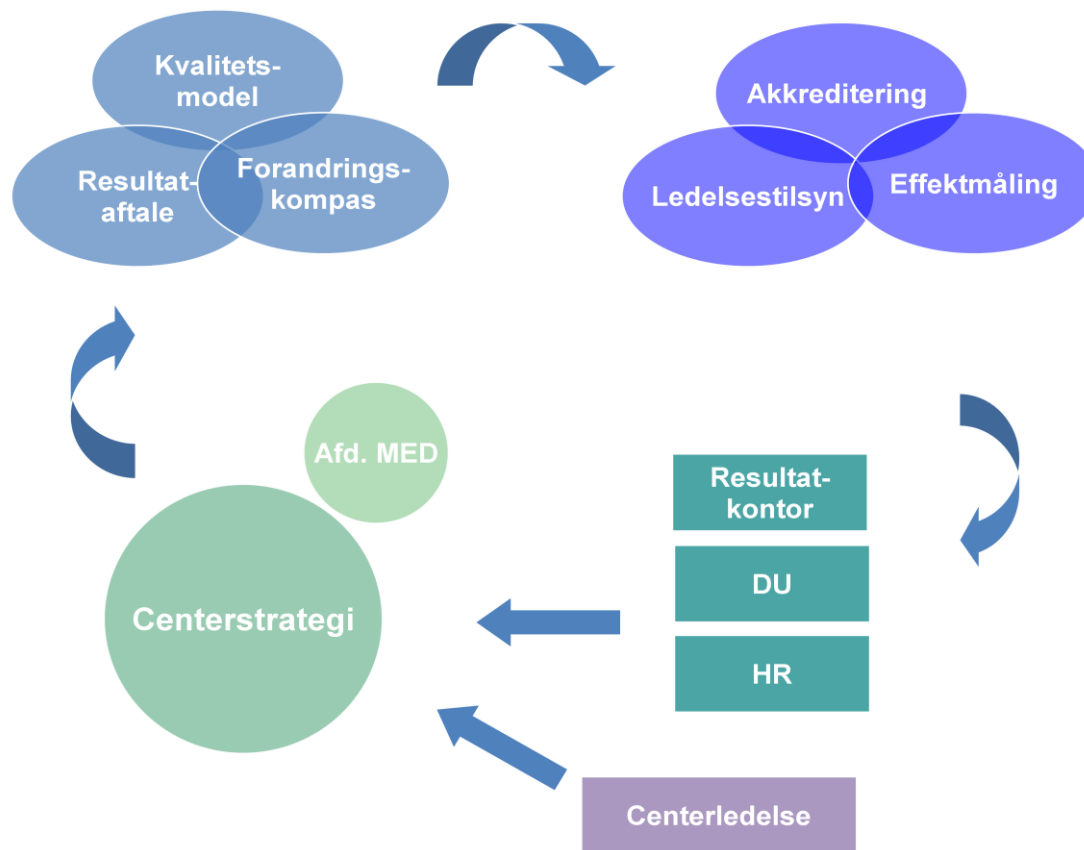 Kvalitets-
model
Resultat-
aftale
Forandrings-
kompas
Akkreditering
Ledelsestilsyn
Effektmåling
Afd. MED
Centerstrategi
Resultat-
kontor
DU
HR
Centerledelse